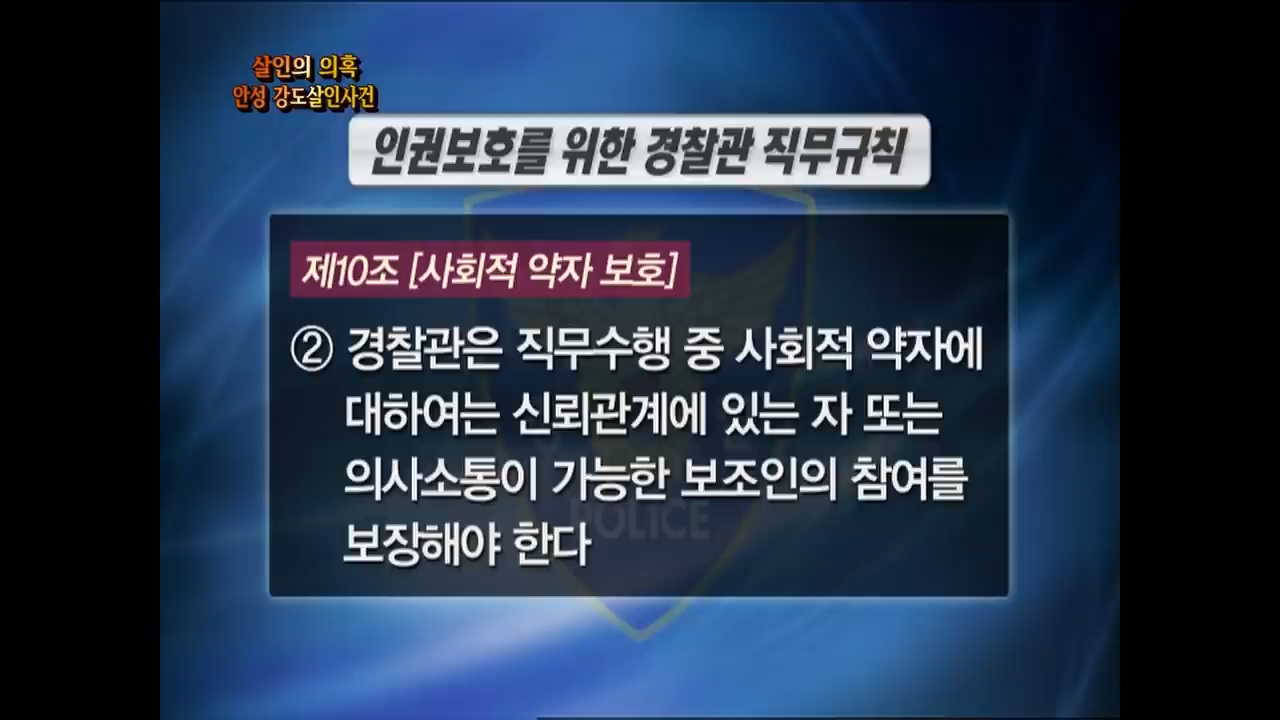 살인의 의혹
안성 강도살인사건
인권보호를 위한 경찰관 직무규칙
제10조 [사회적 약자 보호]
② 경찰관은 직무수행 중 사회적 약자에
대하여는 신뢰관계에 있는 자 또는
의사소통이 가능한 보조인의 참여를
보장해야 한다
POLICE